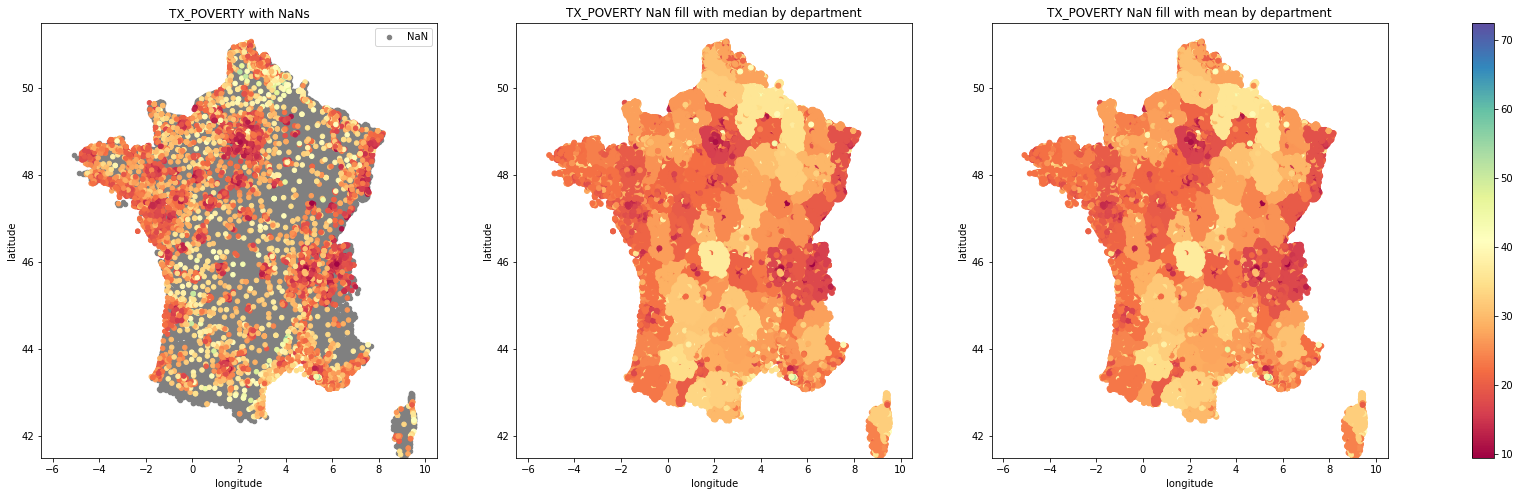 TX_POVERTY with NaNs
NaN
50
48
46
44
42
−6 −4 −2 0 2 4 6 8 10
longitude
latitude
TX_POVERTY NaN fill with median by department
50
48
46
44
42
−6 −4 −2 0 2 4 6 8 10
longitude
latitude
TX_POVERTY NaN fill with mean by department
50
48
46
44
42
−6 −4 −2 0 2 4 6 8 10
longitude
latitude
70
60
50
40
30
20
10